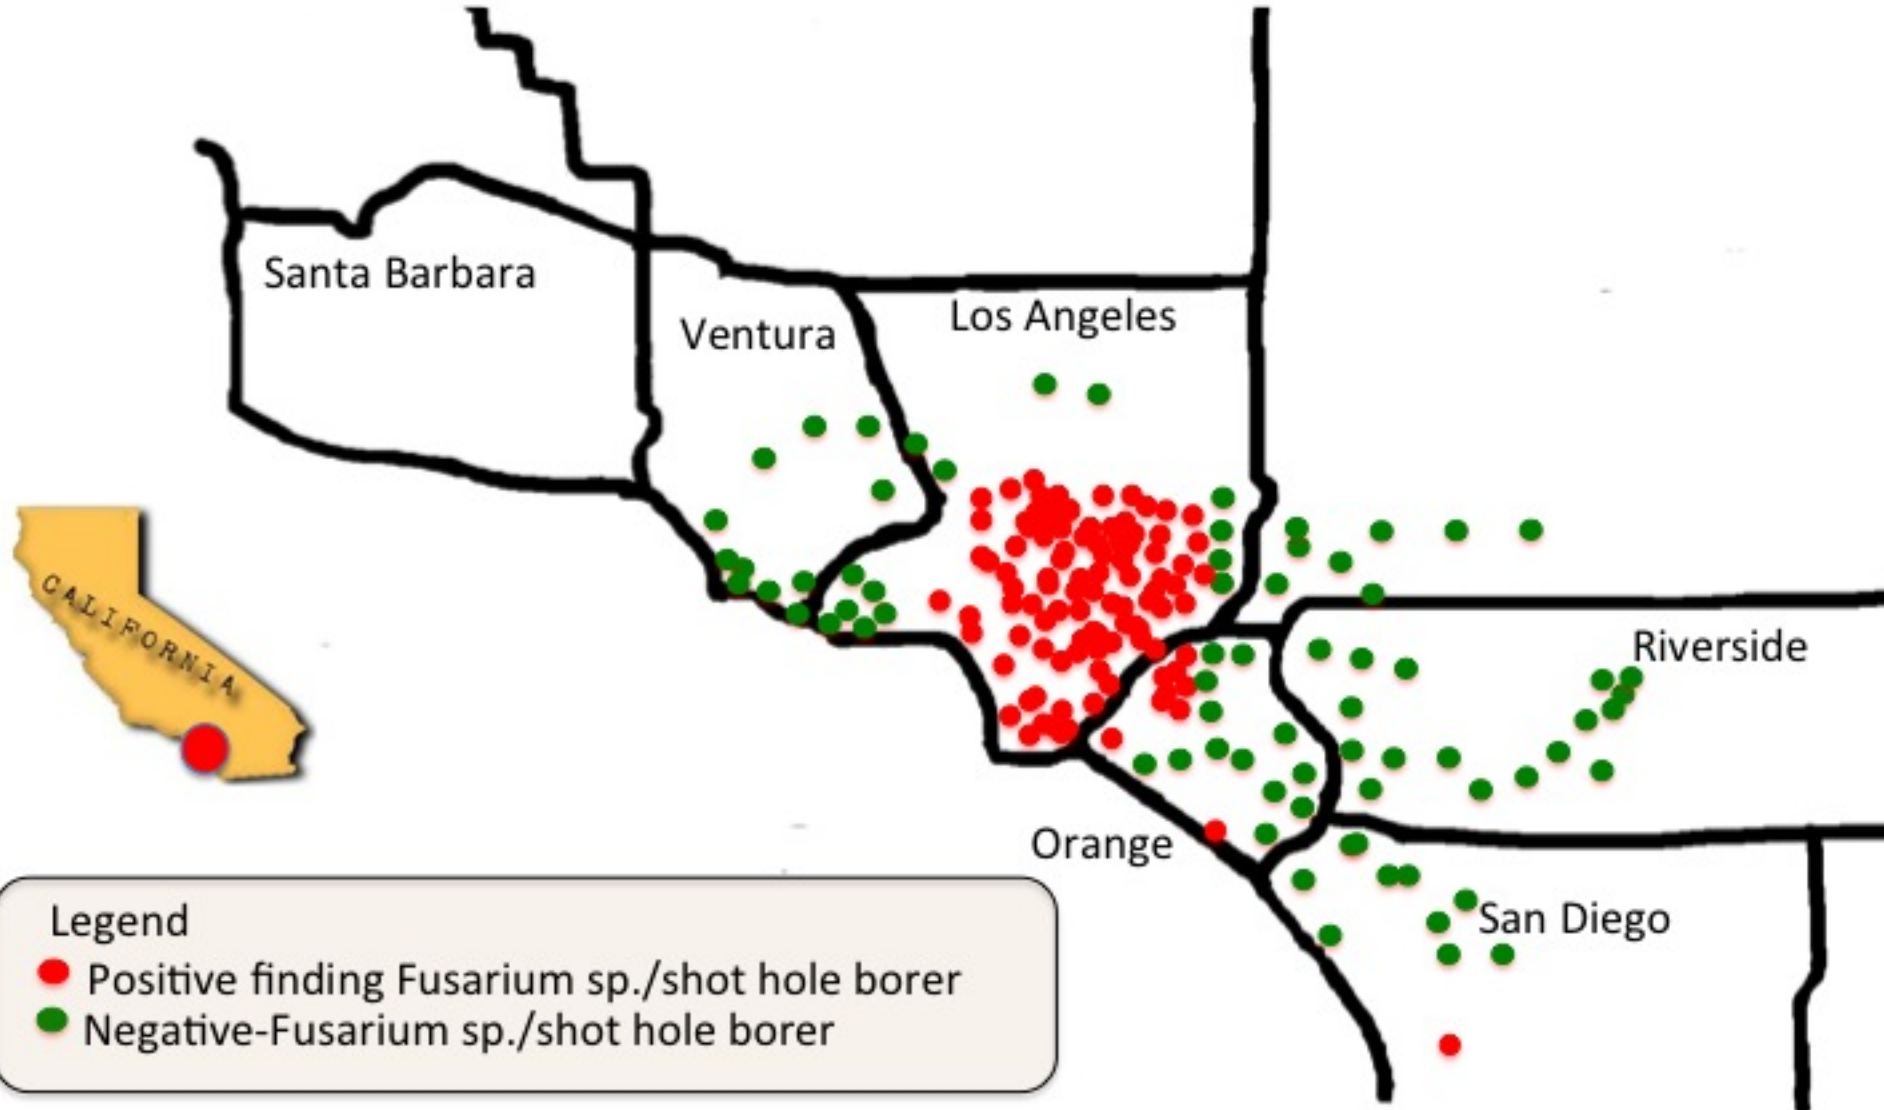 Santa Barbara
Ventura
Los Angeles
CALIFORNIA
Riverside
Orange
San Diego
Legend
Positive finding Fusarium sp./shot hole borer
Negative-Fusarium sp./shot hole borer